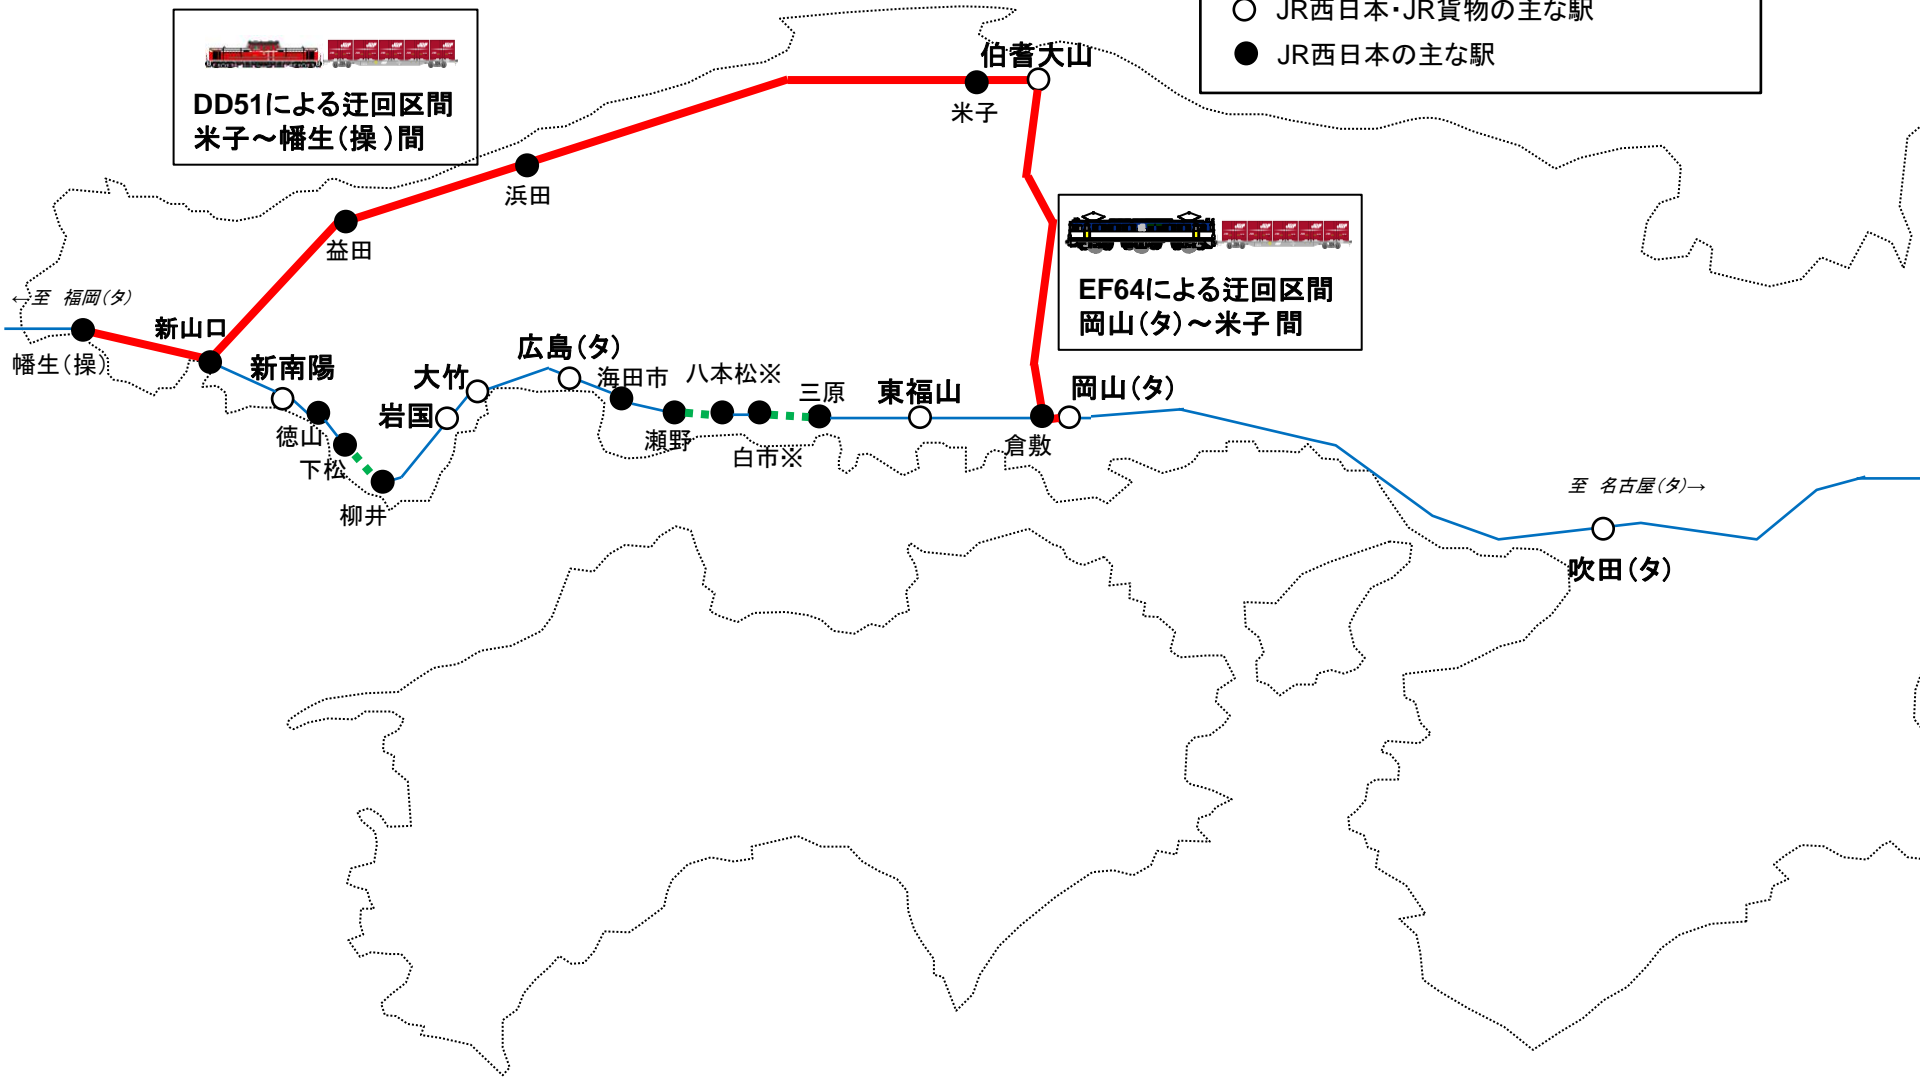 JR西日本・JR貨物の主な駅
JR西日本の主な駅
DD51による迂回区間
米子～幡生(操)間
伯耆大山
米子
浜田
益田
EF64による迂回区間
岡山(タ)～米子間
←至 福岡(タ)
幡生(操)
新山口
新南陽
徳山
下松
柳井
岩国
大竹
広島(タ)
海田市
瀬野
八本松※
白市※
三原
東福山
倉敷
岡山(タ)
至 名古屋(タ)→
吹田(タ)